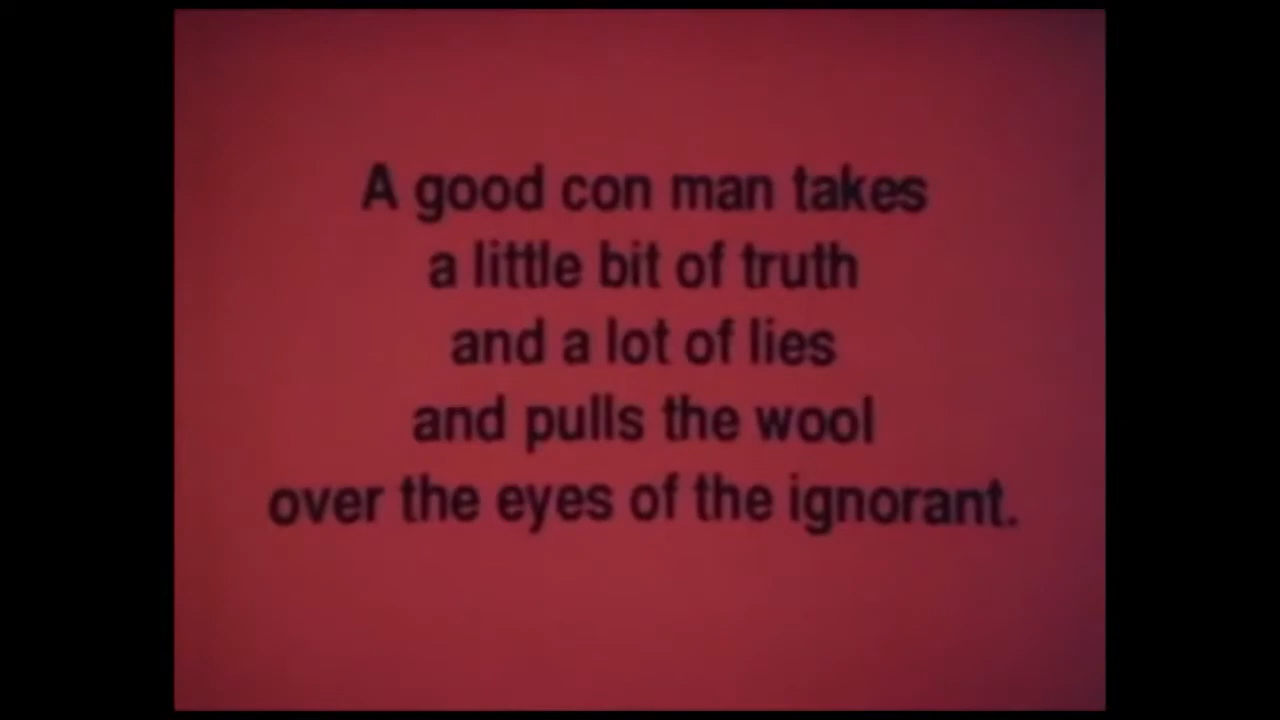 A good con man takes
a little bit of truth
and a lot of lies
and pulls the wool
over the eyes of the ignorant.